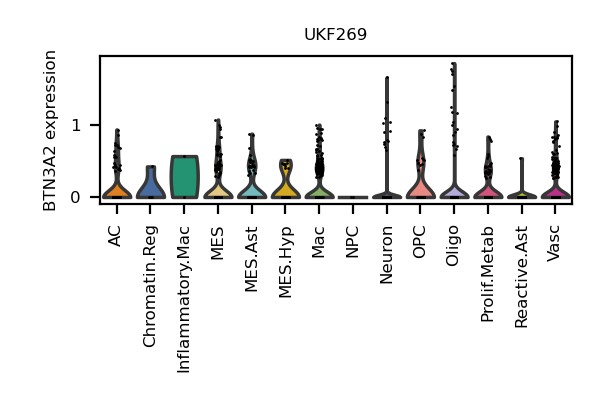 UKF269
BTN3A2 expression
1
0
AC
Chromatin.Reg
Inflammatory.Mac
MES
MES.Ast
MES.Hyp
Mac
NPC
Neuron
OPC
Oligo
Prolif.Metab
Reactive.Ast
Vasc